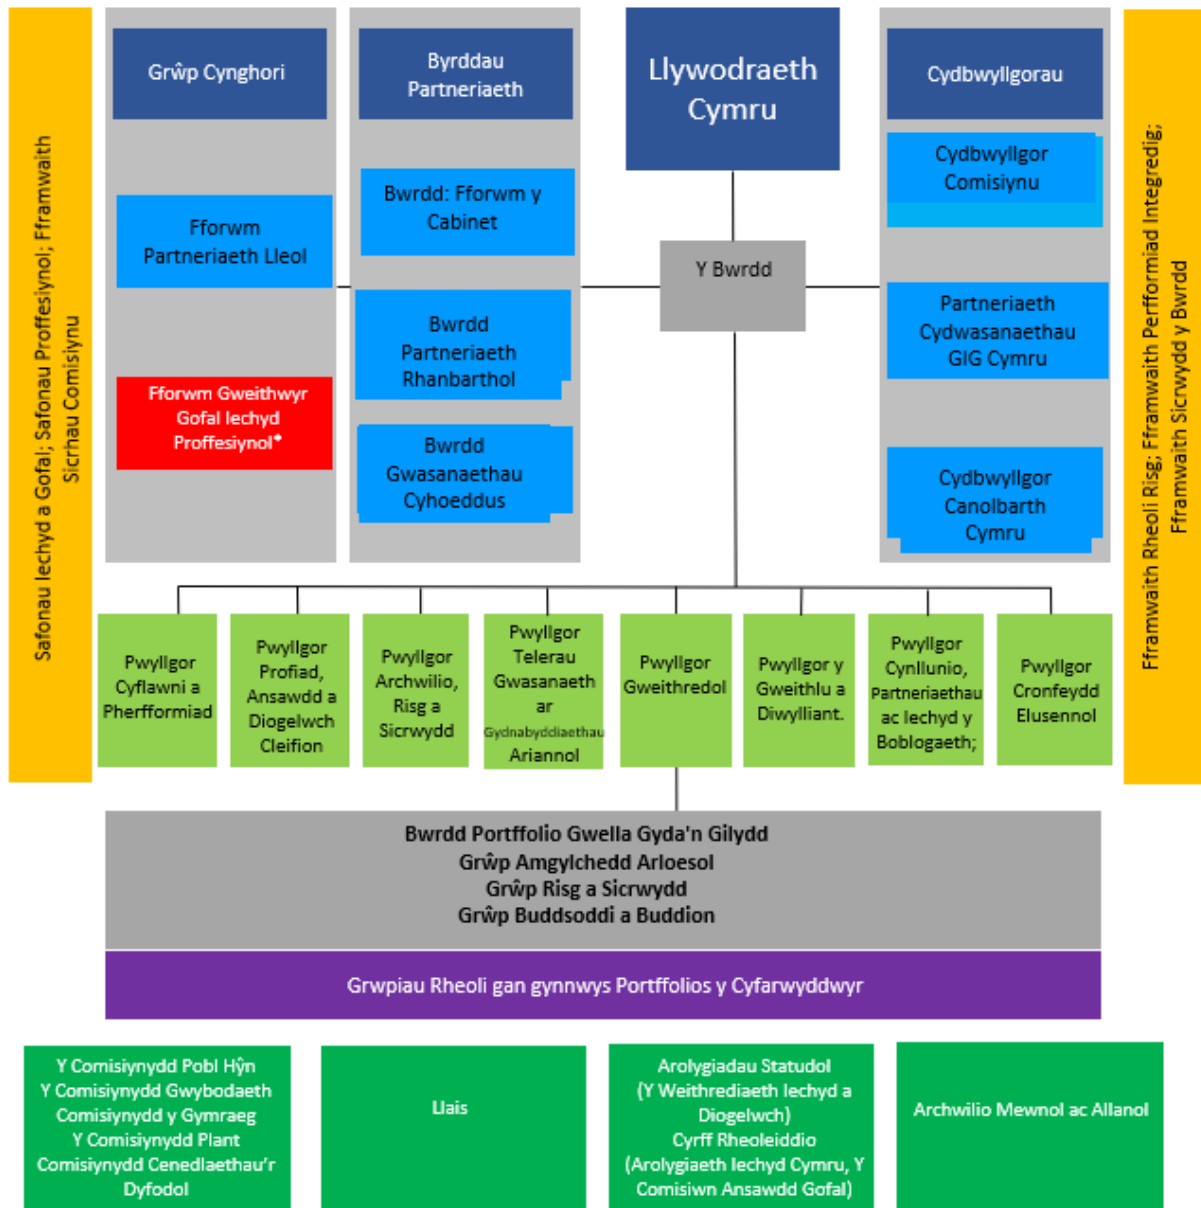 Safonau Iechyd a Gofal; Safonau Proffesiynol; Fframwaith
Sicrhau Comisiynu
Grŵp Cynghori
Fforwm
Partneriaeth Lleol
Fforwm Gweithwyr
Gofal Iechyd
Proffesiynol*
Byrddau
Partneriaeth
Bwrdd: Fforwm y
Cabinet
Bwrdd
Partneriaeth
Rhanbarthol
Bwrdd
Gwasanaethau
Cyhoeddus
Llywodraeth
Cymru
Y Bwrdd
Cydbwyllgorau
Cydbwyllgor
Comisiynu
Partneriaeth
Cydwasanaethau
GIG Cymru
Cydbwyllgor
Canolbarth
Cymru
Fframwaith Rheoli Risg; Fframwaith Perfformiad Integredig;
Fframwaith Sicrwydd y Bwrdd
Pwyllgor
Cyflawni a
Pherfformiad
Pwyllgor
Profiad,
Ansawdd a
Diogelwch
Cleifion
Pwyllgor
Archwilio,
Risg a
Sicrwydd
Pwyllgor
Telerau
Gwasanaeth
ar
Gydnabyddiaethau
Ariannol
Pwyllgor
Gweithredol
Pwyllgor y
Gweithlu a
Diwylliant.
Pwyllgor
Cynllunio,
Partneriaethau
ac Iechyd y
Boblogaeth;
Pwyllgor
Cronfeydd
Elusennol
Bwrdd Portffolio Gwella Gyda'n Gilydd
Grŵp Amgylchedd Arloesol
Grŵp Risg a Sicrwydd
Grŵp Buddsoddi a Buddion
Grwpiau Rheoli gan gynnwys Portffolios y Cyfarwyddwyr
Y Comisiynydd Pobl Hŷn
Y Comisiynydd Gwybodaeth
Comisiynydd y Gymraeg
Y Comisiynydd Plant
Comisiynydd Cenedlaethau'r
Dyfodol
Llais
Arolygiadau Statudol
(Y Weithrediaeth Iechyd a
Diogelwch)
Cyrff Rheoleiddio
(Arolygiaeth Iechyd Cymru, Y
Comisiwn Ansawdd Gofal)
Archwilio Mewnol ac Allanol